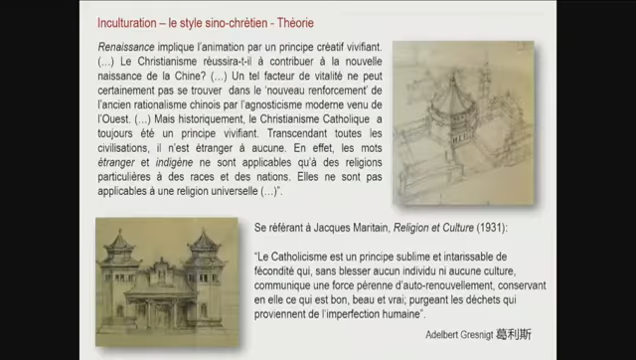 Inculturation – le style sino-chrétien - Théorie
Renaissance implique l'animation par un principe créatif vivifiant.
(…) Le Christianisme réussira-t-il à contribuer à la nouvelle
naissance de la Chine? (…) Un tel facteur de vitalité ne peut
certainement pas se trouver dans le 'nouveau renforcement' de
l'ancien rationalisme chinois par l'agnosticisme moderne venu de
l'Ouest. (…) Mais historiquement, le Christianisme Catholique a
toujours été un principe vivifiant. Transcendant toutes les
civilisations, il n'est étranger à aucune. En effet, les mots
étranger et indigène ne sont applicables qu'à des religions
particulières à des races et des nations. Elles ne sont pas
applicables à une religion universelle (…)".
Se référant à Jacques Maritain, Religion et Culture (1931):
"Le Catholicisme est un principe sublime et intarissable de
fécondité qui, sans blesser aucun individu ni aucune culture,
communique une force pérenne d'auto-renouvellement, conservant
en elle ce qui est bon, beau et vrai; purgeant les déchets qui
proviennent de l'imperfection humaine".
Adelbert Gresnigt 葛利斯